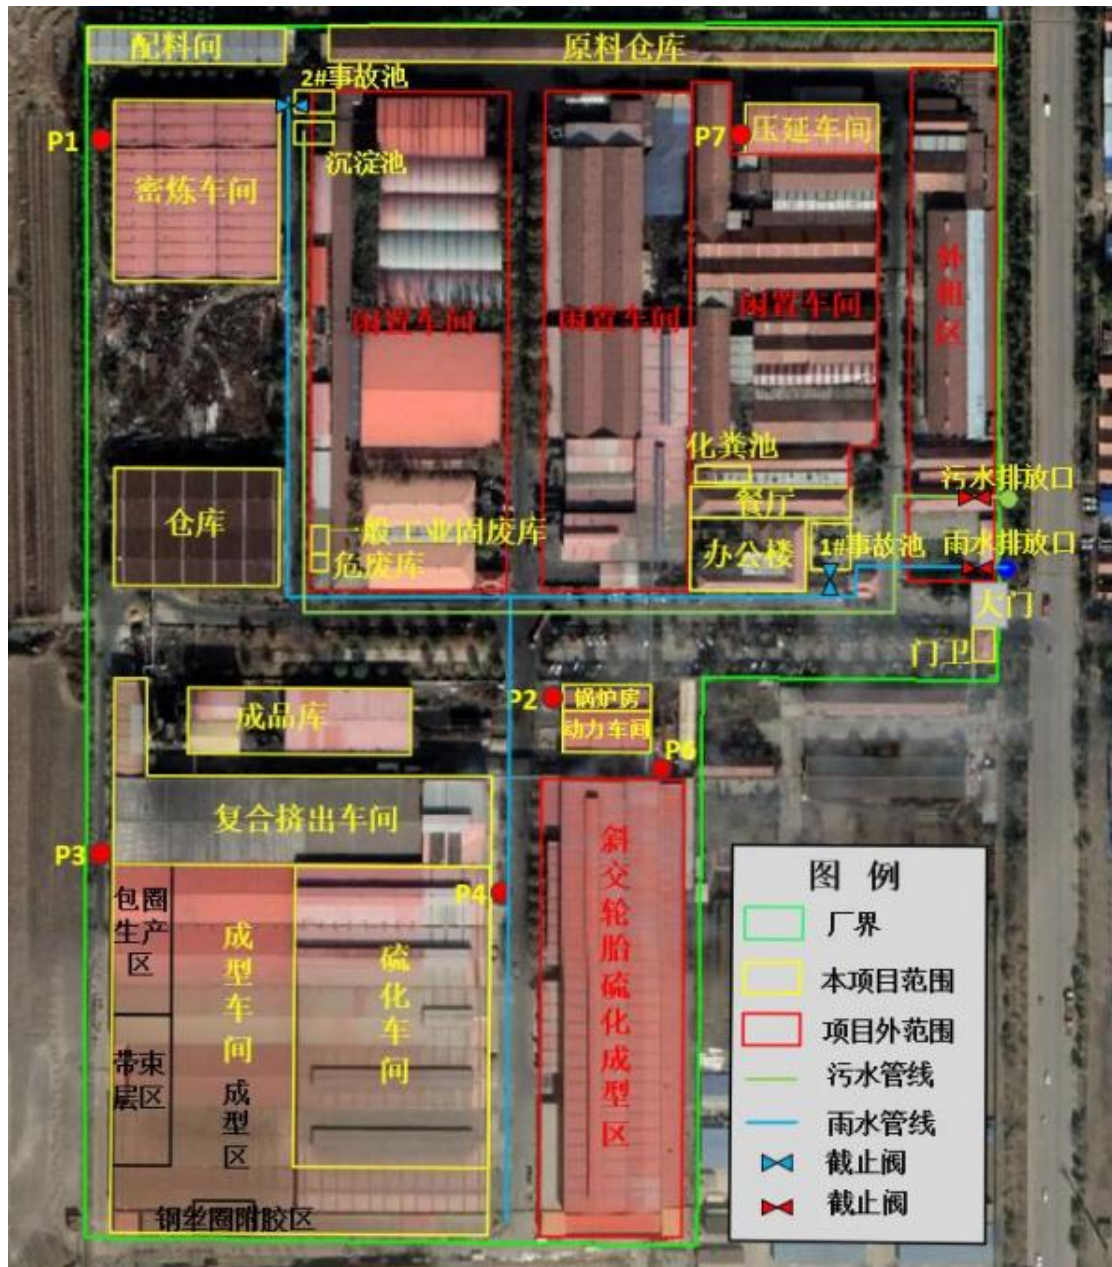 配料间
原料仓库
2#事故池
P1
P7
压延车间
沉淀池
密炼车间
外租区
闲置车间
闲置车间
闲置车间
化粪池
污水排放口
餐厅
仓库
一般工业固废库
办公楼
1#事故池
雨水排放口
危废库
大门
门卫
P2
锅炉房
成品库
动力车间
P6
复合挤出车间
P3
P4
包圈
生产
区
成型车间
硫化车间
斜交轮胎硫化成型区
带束
层区
成型区
钢丝圈附胶区
图 例
厂界
本项目范围
项目外范围
污水管线
雨水管线
截止阀
截止阀